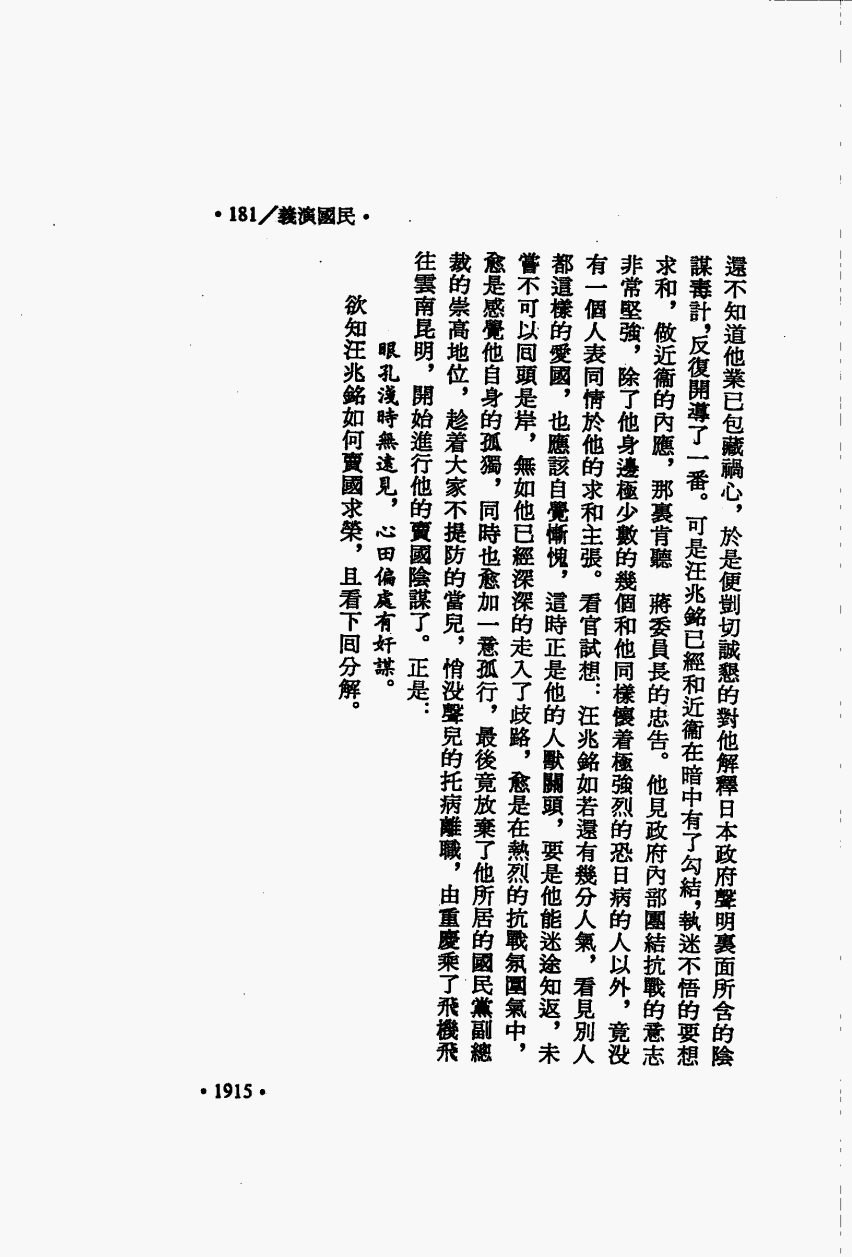 •181／義演國民•
還不知道他業已包藏禍心，於是便剴切誠懇的對他解釋日本政府聲明裏面所含的陰
謀毒計，反復開導了一番。可是汪兆銘已經和近衞在暗中有了勾結，執迷不悟的要想
求和，做近衞的內應，那裏肯聽　蔣委員長的忠告。他見政府內部團結抗戰的意志
非常堅強，除了他身邊極少數的幾個和他同樣懷着極強烈的恐日病的人以外，竟沒
有一個人表同情於他的求和主張。看官試想：汪兆銘如若還有幾分人氣，看見別人
都這樣的愛國，也應該自覺慚愧，這時正是他的人獸關頭，要是他能迷途知返，未
嘗不可以回頭是岸，無如他已經深深的走入了歧路，愈是在熱烈的抗戰氛圍氣中，
愈是感覺他自身的孤獨，同時也愈加一意孤行，最後竟放棄了他所居的國民黨副總
裁的崇高地位，趁着大家不提防的當兒，悄沒聲兒的托病離職，由重慶乘了飛機飛
往雲南昆明，開始進行他的賣國陰謀了。正是：
眼孔淺時無遠見，心田偏處有奸謀。
欲知汪兆銘如何賣國求榮，且看下回分解。
•1915•